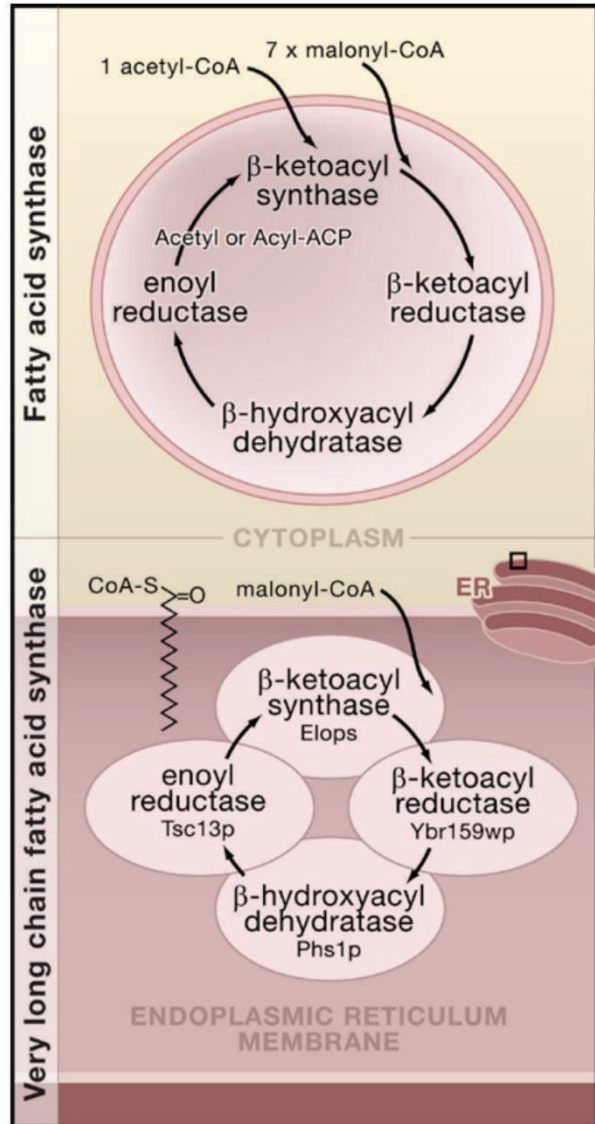 Fatty acid synthase
1 acetyl-CoA
7 x malonyl-CoA
β-ketoacyl
synthase
Acetyl or Acyl-ACP
enoyl
reductase
β-ketoacyl
reductase
β-hydroxyacyl
dehydratase
CYTOPLASM
Very long chain fatty acid synthase
CoA-S
=O
malonyl-CoA
ER
β-ketoacyl
synthase
Elops
enoyl
reductase
Tsc13p
β-ketoacyl
reductase
Ybr159wp
β-hydroxyacyl
dehydratase
Phs1p
ENDOPLASMIC RETICULUM
MEMBRANE